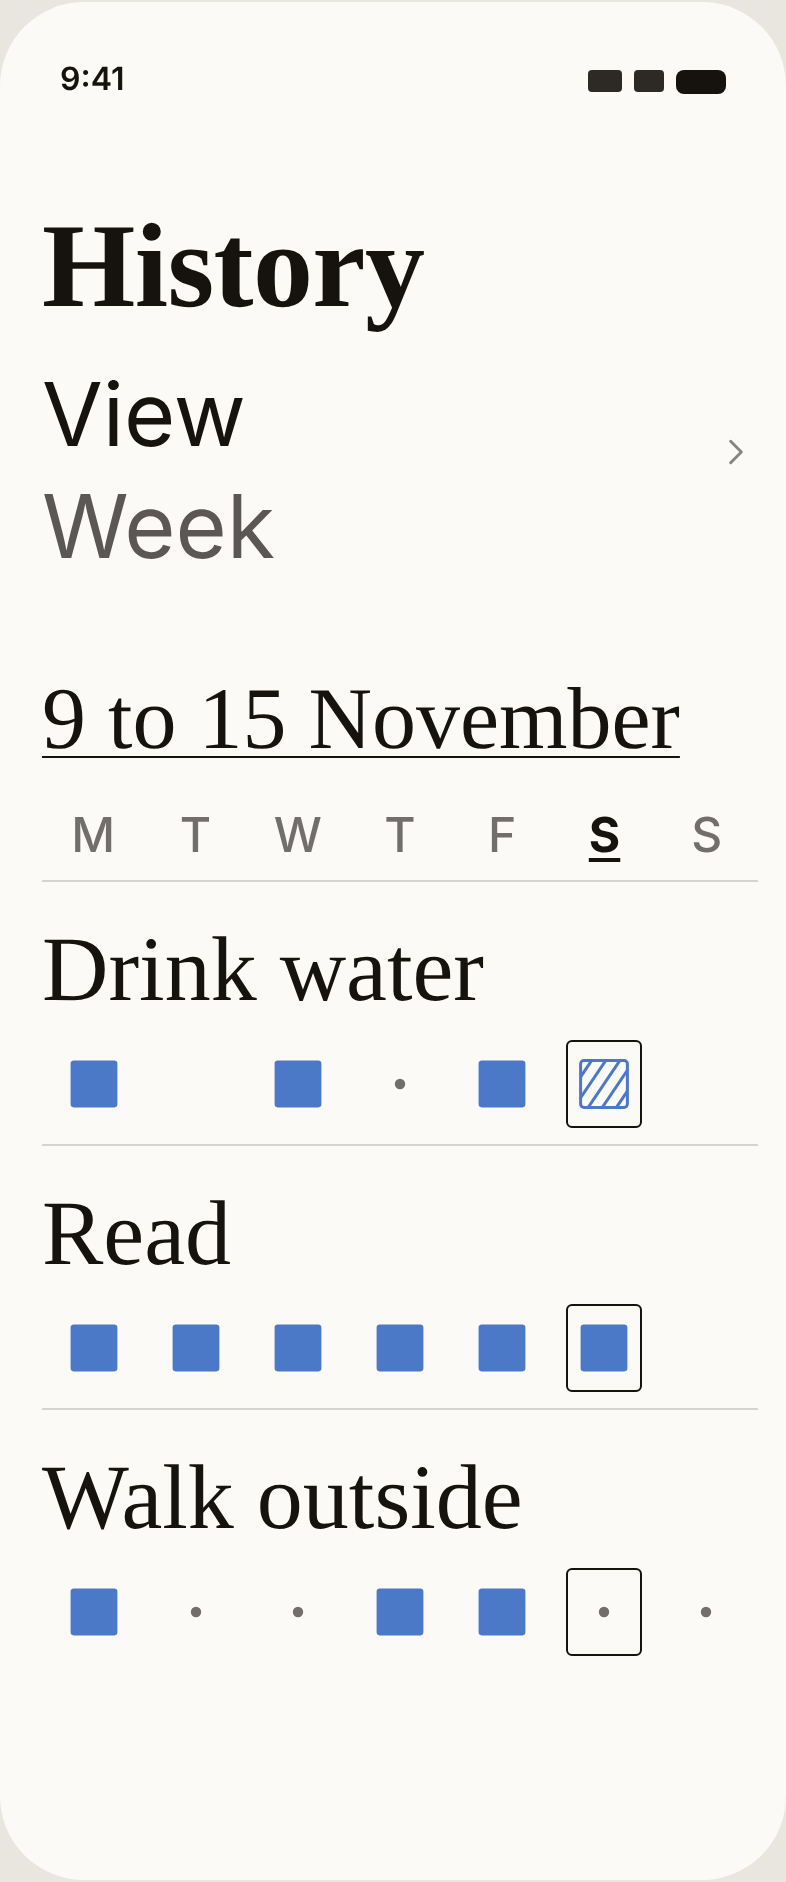 9:41
History
View
Week
9 to 15 November
M T W T F S S
Drink water
Read
Walk outside